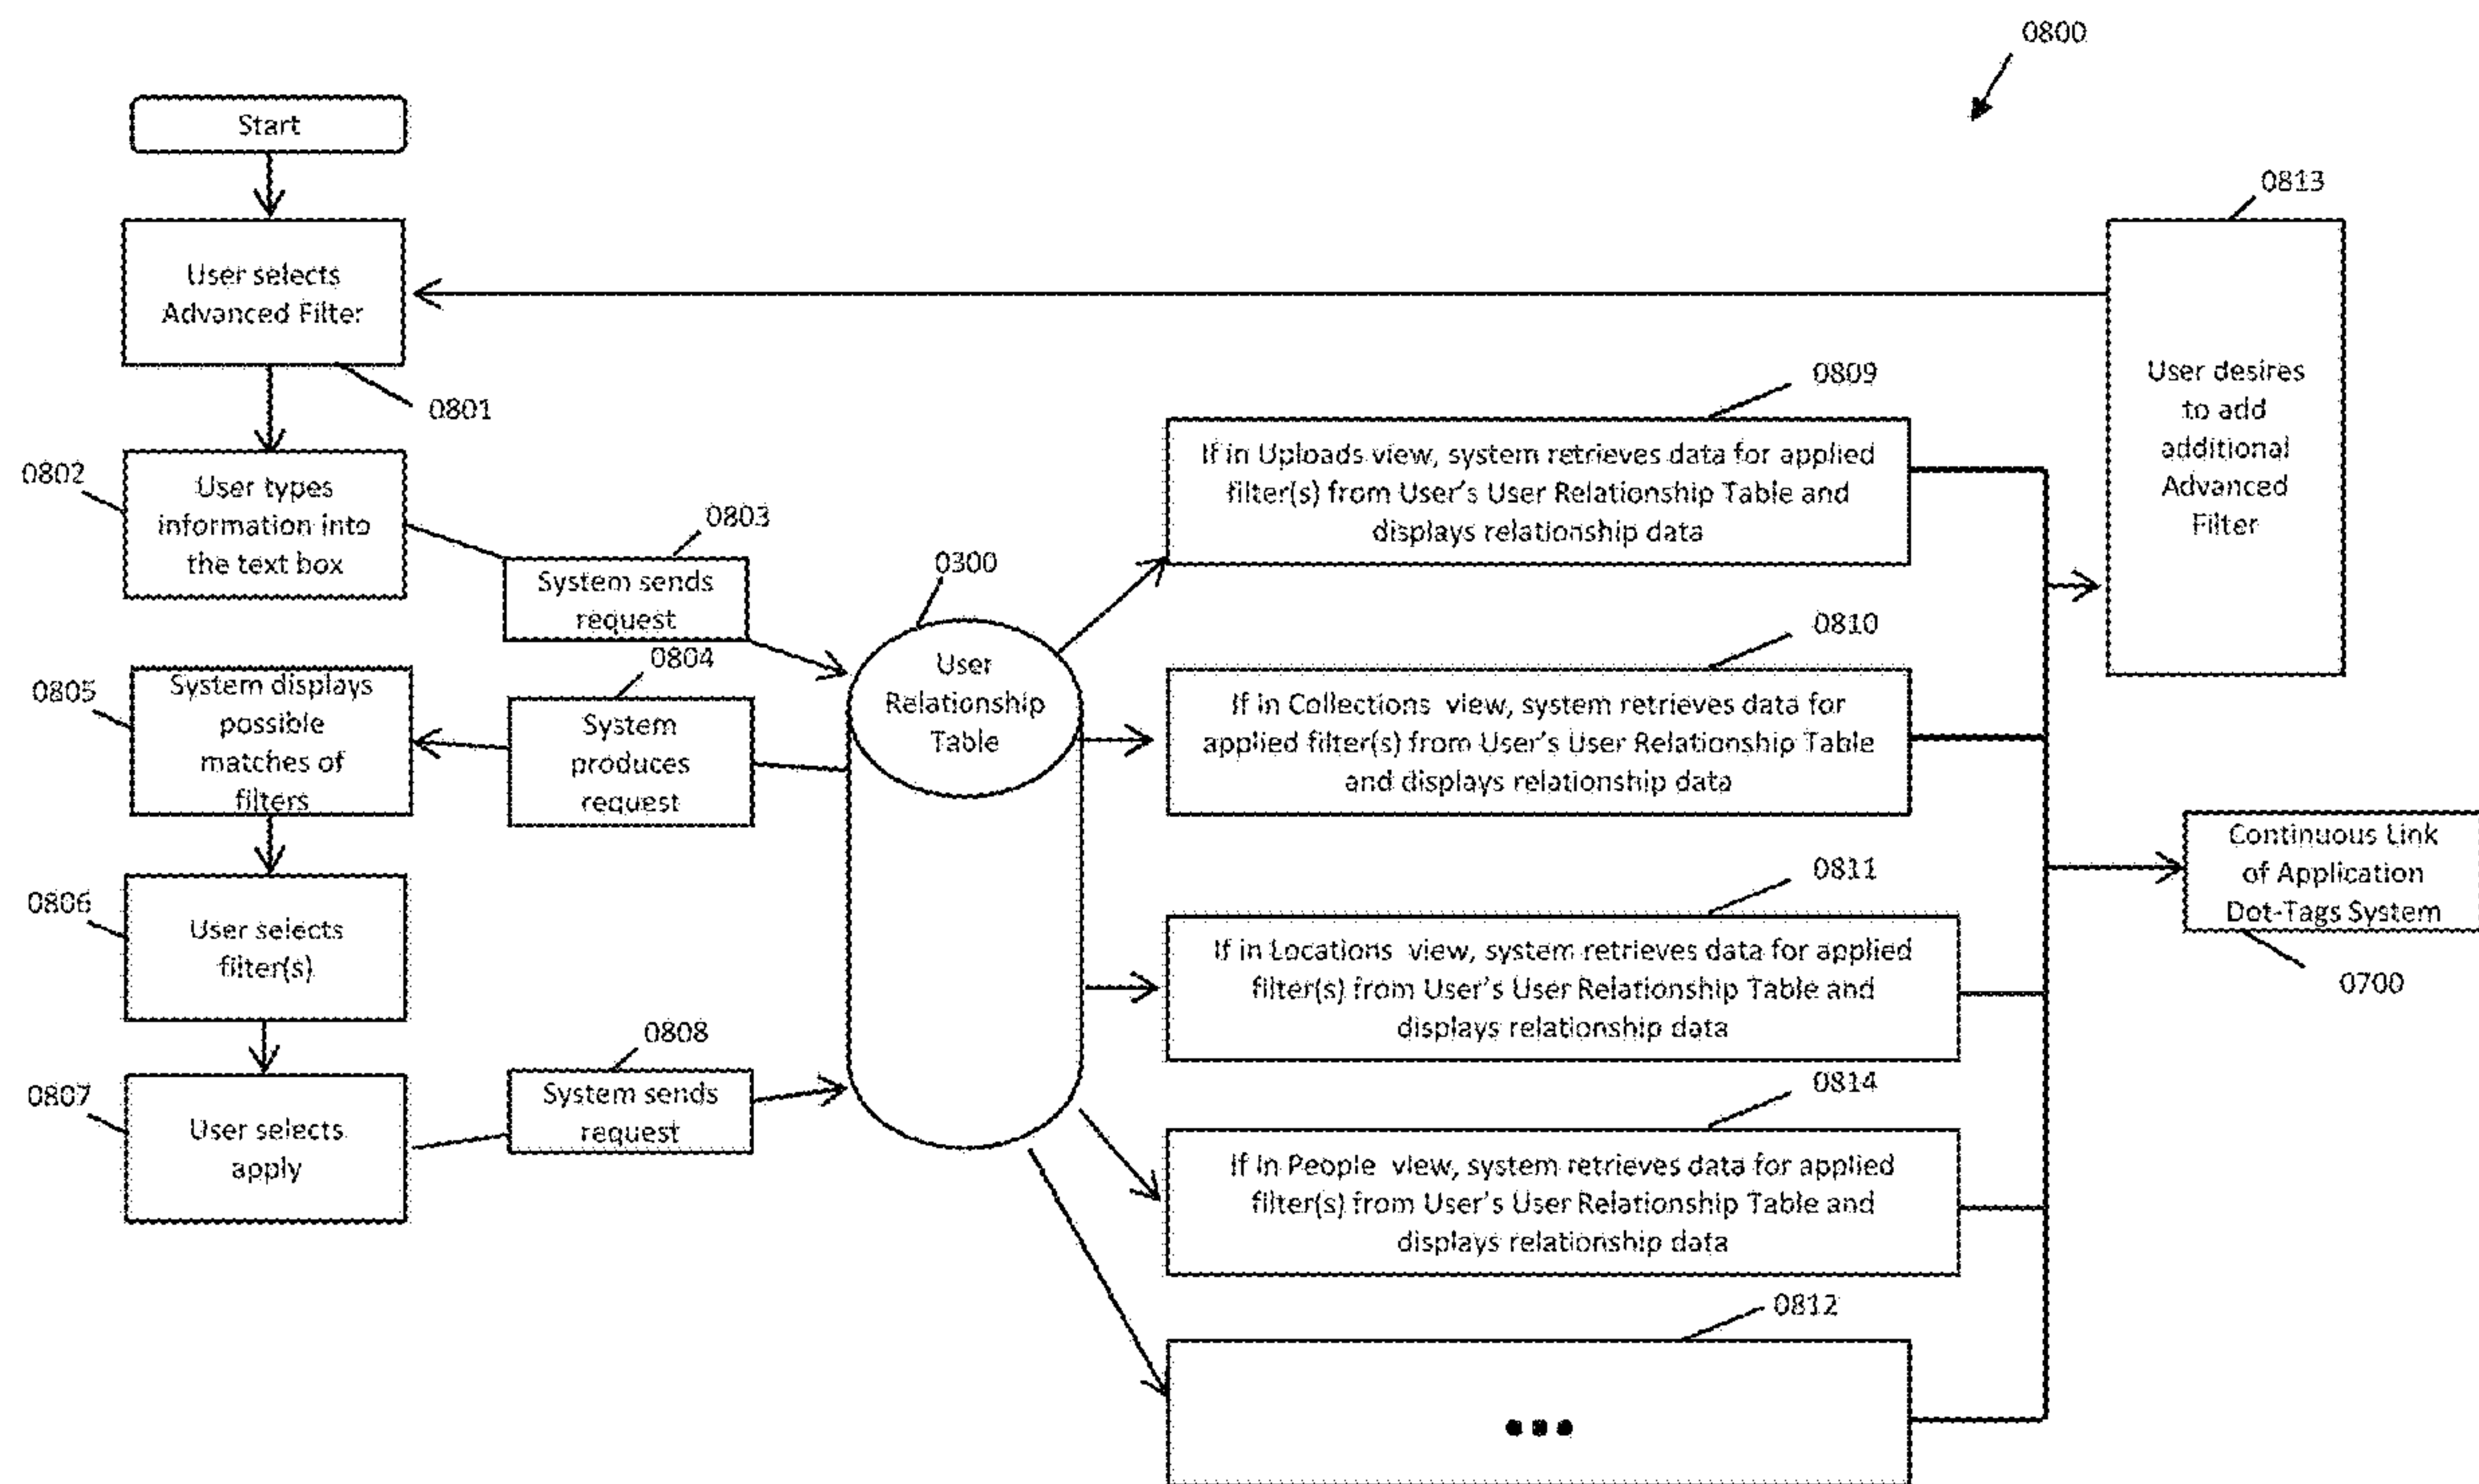 0800
Start
User selects
Advanced Filter
0801
0802
User types
information into
the text box
0803
System sends
request
0804
System
produces
request
0805
System displays
possible
matches of
filters
0806
User selects
filter(s)
0807
User selects
apply
0808
System sends
request
0300
User
Relationship
Table
0809
If in Uploads view, system retrieves data for applied
filter(s) from User's User Relationship Table and
displays relationship data
0810
If in Collections view, system retrieves data for
applied filter(s) from User's User Relationship Table
and displays relationship data
0811
If in Locations view, system retrieves data for applied
filter(s) from User's User Relationship Table and
displays relationship data
0814
If in People view, system retrieves data for applied
filter(s) from User's User Relationship Table and
displays relationship data
0812
...
0813
User desires
to add
additional
Advanced
Filter
Continuous Link
of Application
Dot-Tags System
0700